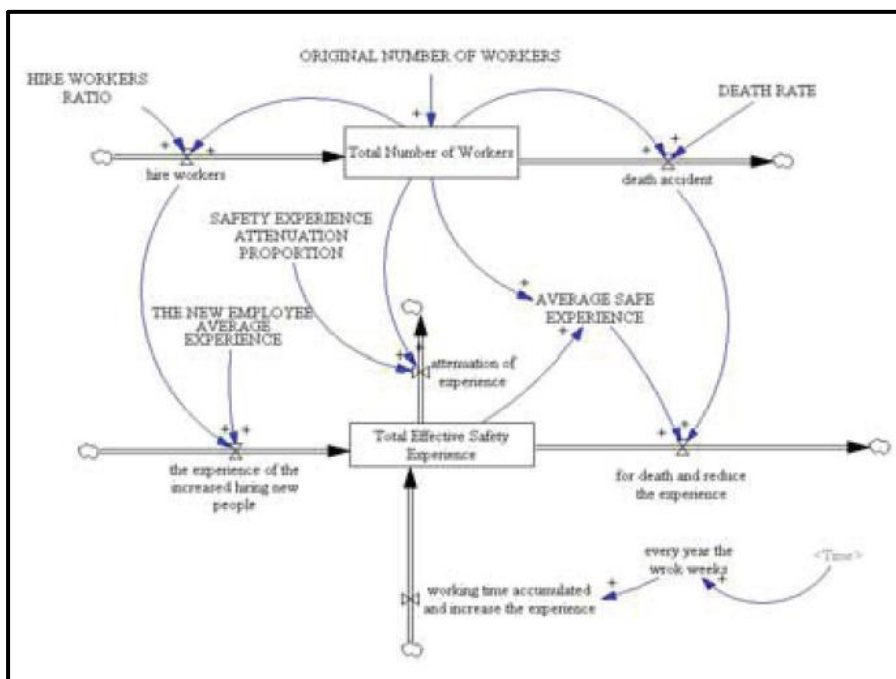 ORIGINAL NUMBER OF WORKERS
HIRE WORKERS
RATIO
DEATH RATE
+
+
+
+
+
Total Number of Workers
hire workers
death accident
SAFETY EXPERIENCE
ATTENUATION
PROPORTION
+
AVERAGE SAFE
EXPERIENCE
+
THE NEW EMPLOYEE
AVERAGE
EXPERIENCE
+
+
attenuation of
experience
+
+
+
+
Total Effective Safety
Experience
the experience of the
increased hiring new
people
for death and reduce
the experience
every year the
wrok weeks
<Time>
+
+
working time accumulated
and increase the experience